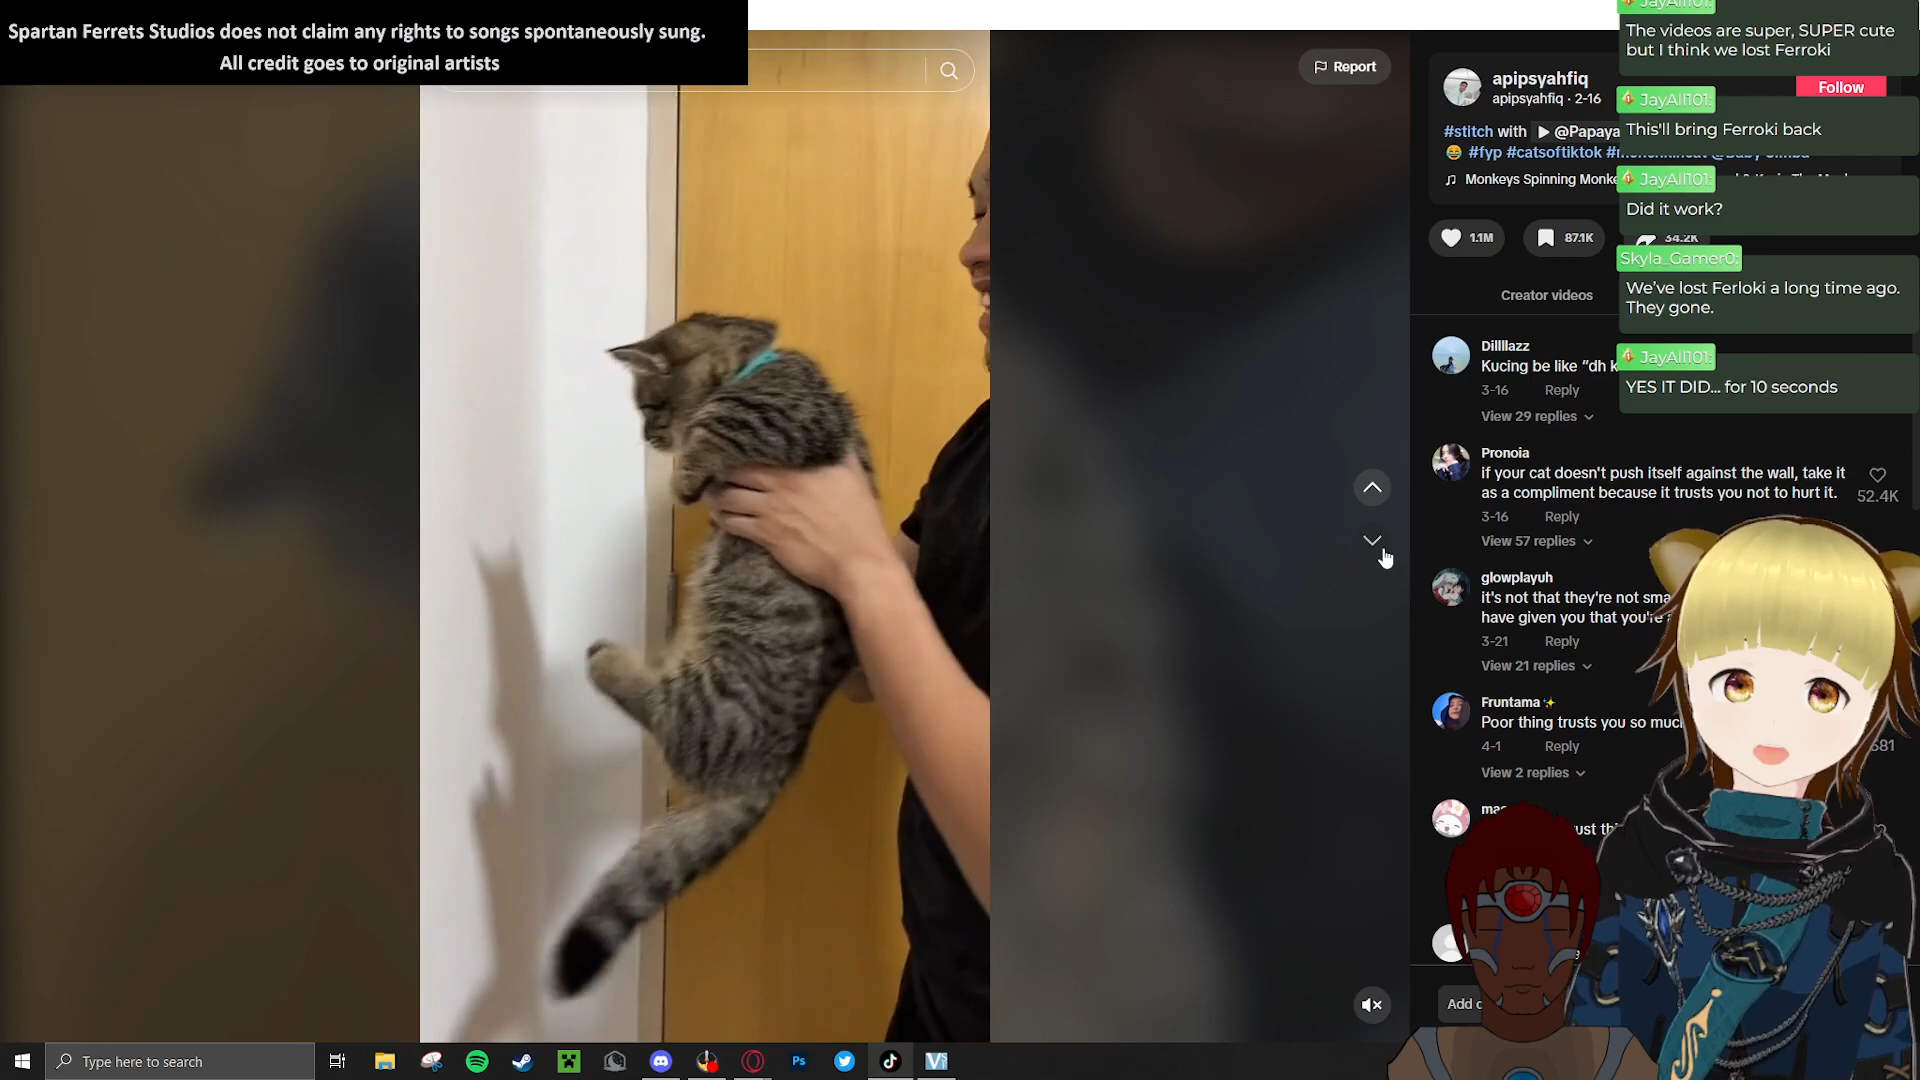 Spartan Ferrets Studios does not claim any rights to songs spontaneously sung.
All credit goes to original artists
Report
apipsyahfiq
apipsyahfiq · 2-16
Follow
#stitch with ▶ @Papaya
😂 #fyp #catsoftiktok
Monkeys Spinning Monke
1.1M
87.1K
34.2K
Creator videos
Dillllazz
Kucing be like “dh k
3-16 Reply
View 29 replies
Pronoia
if your cat doesn't push itself against the wall, take it
as a compliment because it trusts you not to hurt it.
52.4K
3-16 Reply
View 57 replies
glowplayuh
it's not that they're not sma
have given you that you're a
3-21 Reply
View 21 replies
Fruntama✨
Poor thing trusts you so much
4-1 Reply
681
View 2 replies
Add c
JayAll101:
The videos are super, SUPER cute
but I think we lost Ferroki
JayAll101:
This'll bring Ferroki back
JayAll101:
Did it work?
Skyla_Gamer0:
We've lost Ferloki a long time ago.
They gone.
JayAll101:
YES IT DID... for 10 seconds
Type here to search
Ps